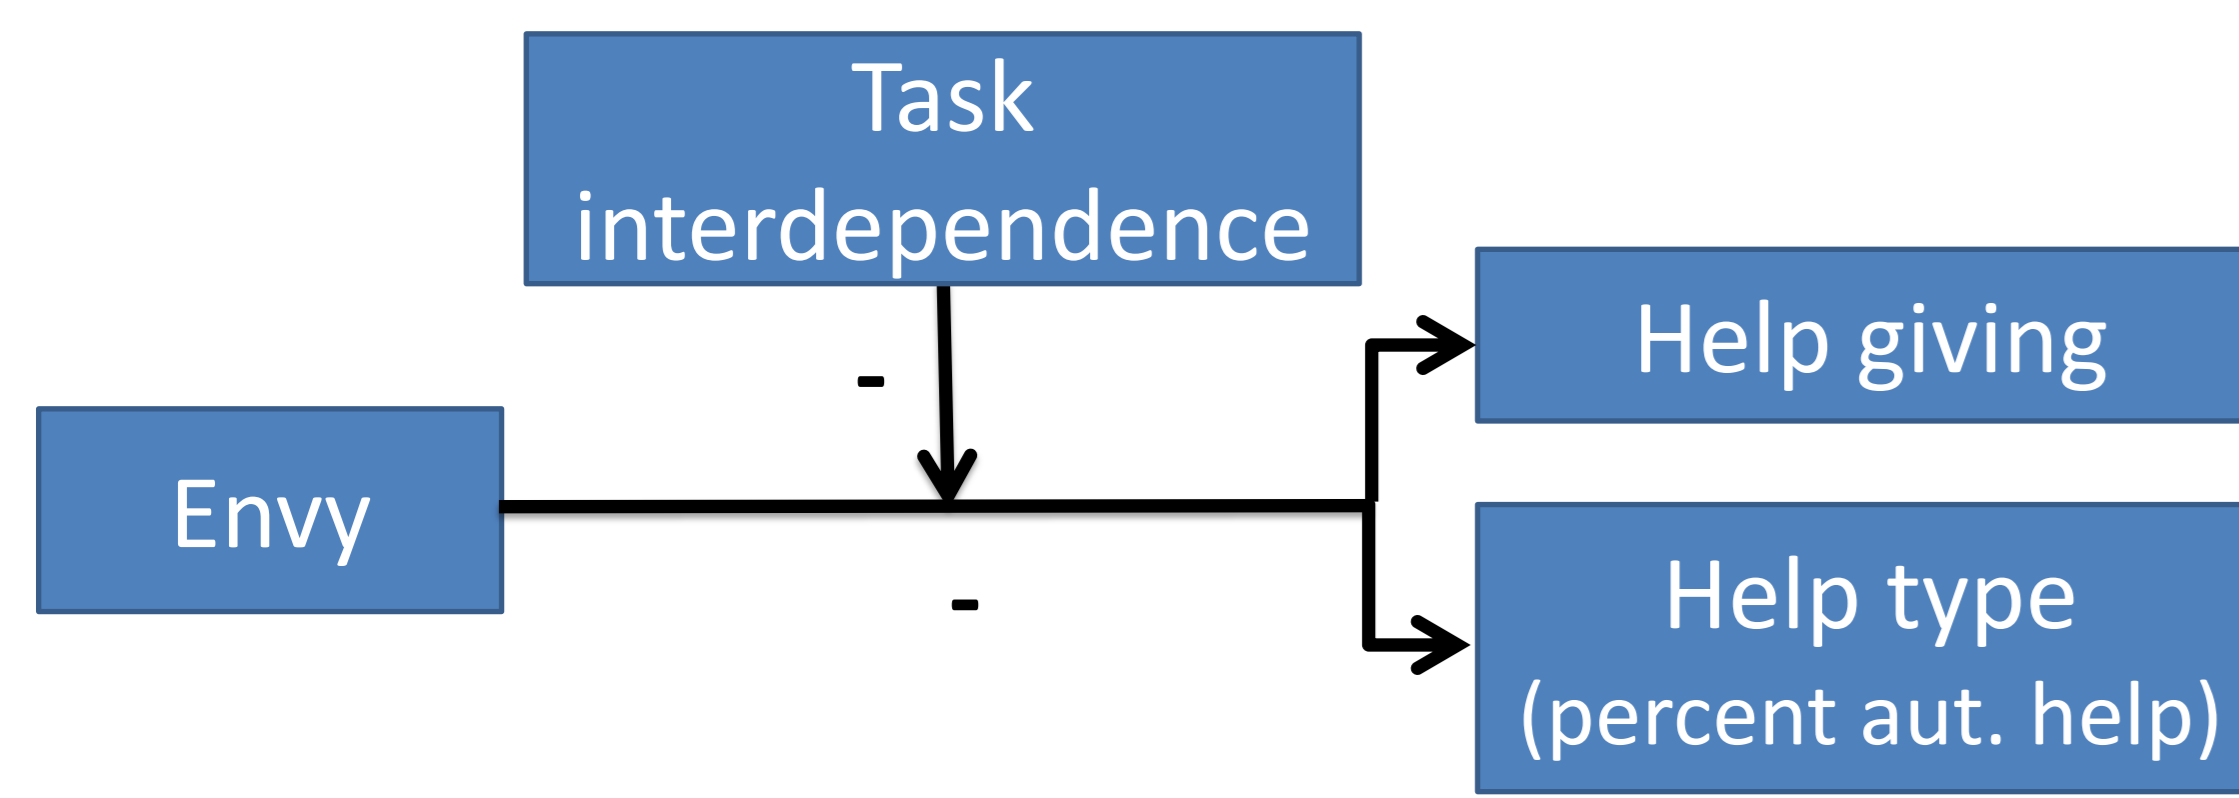 Task
interdependence
Help giving
-
Envy
-
Help type
(percent aut. help)